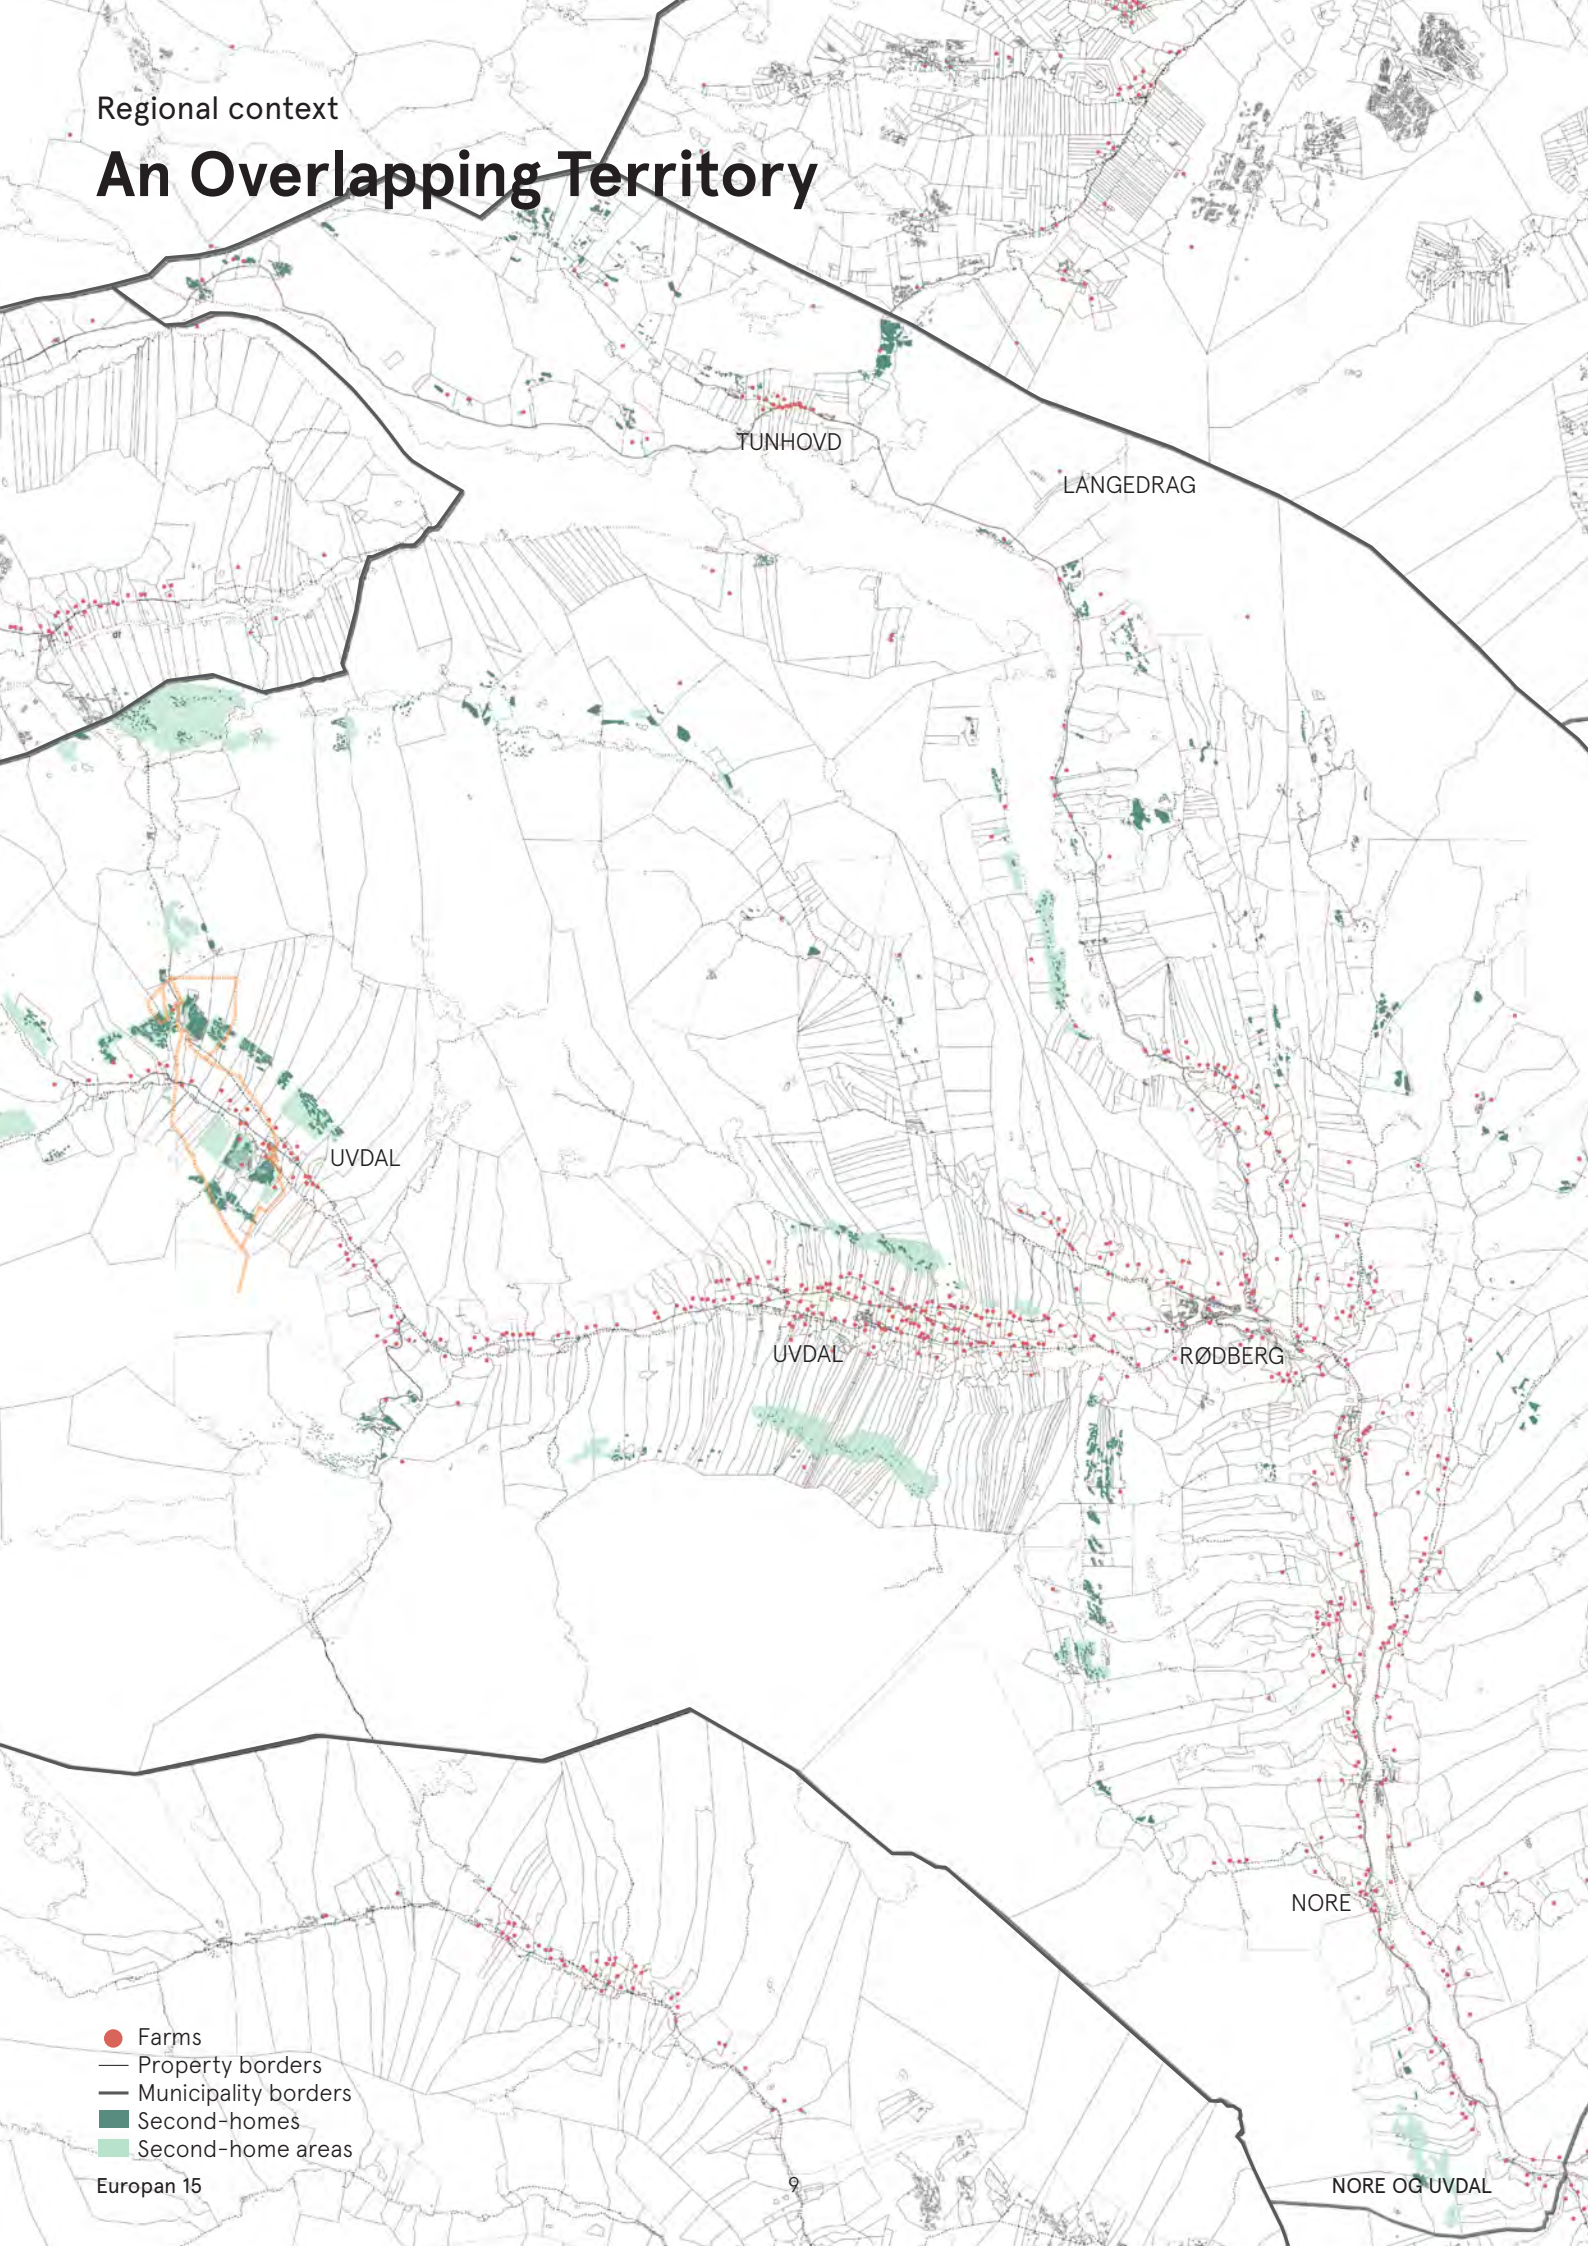 Regional context
An Overlapping Territory
TUNHOVD
LANGEDRAG
UVDAL
UVDAL
RØDBERG
NORE
Farms
Property borders
Municipality borders
Second-homes
Second-home areas
Europan 15
9
NORE OG UVDAL